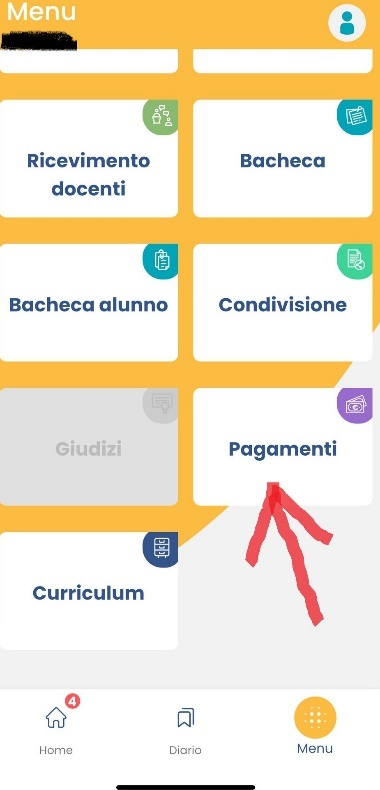 Menu
Ricevimento
docenti
Bacheca
Bacheca alunno
Condivisione
Giudizi
Pagamenti
Curriculum
4
Home
Diario
Menu